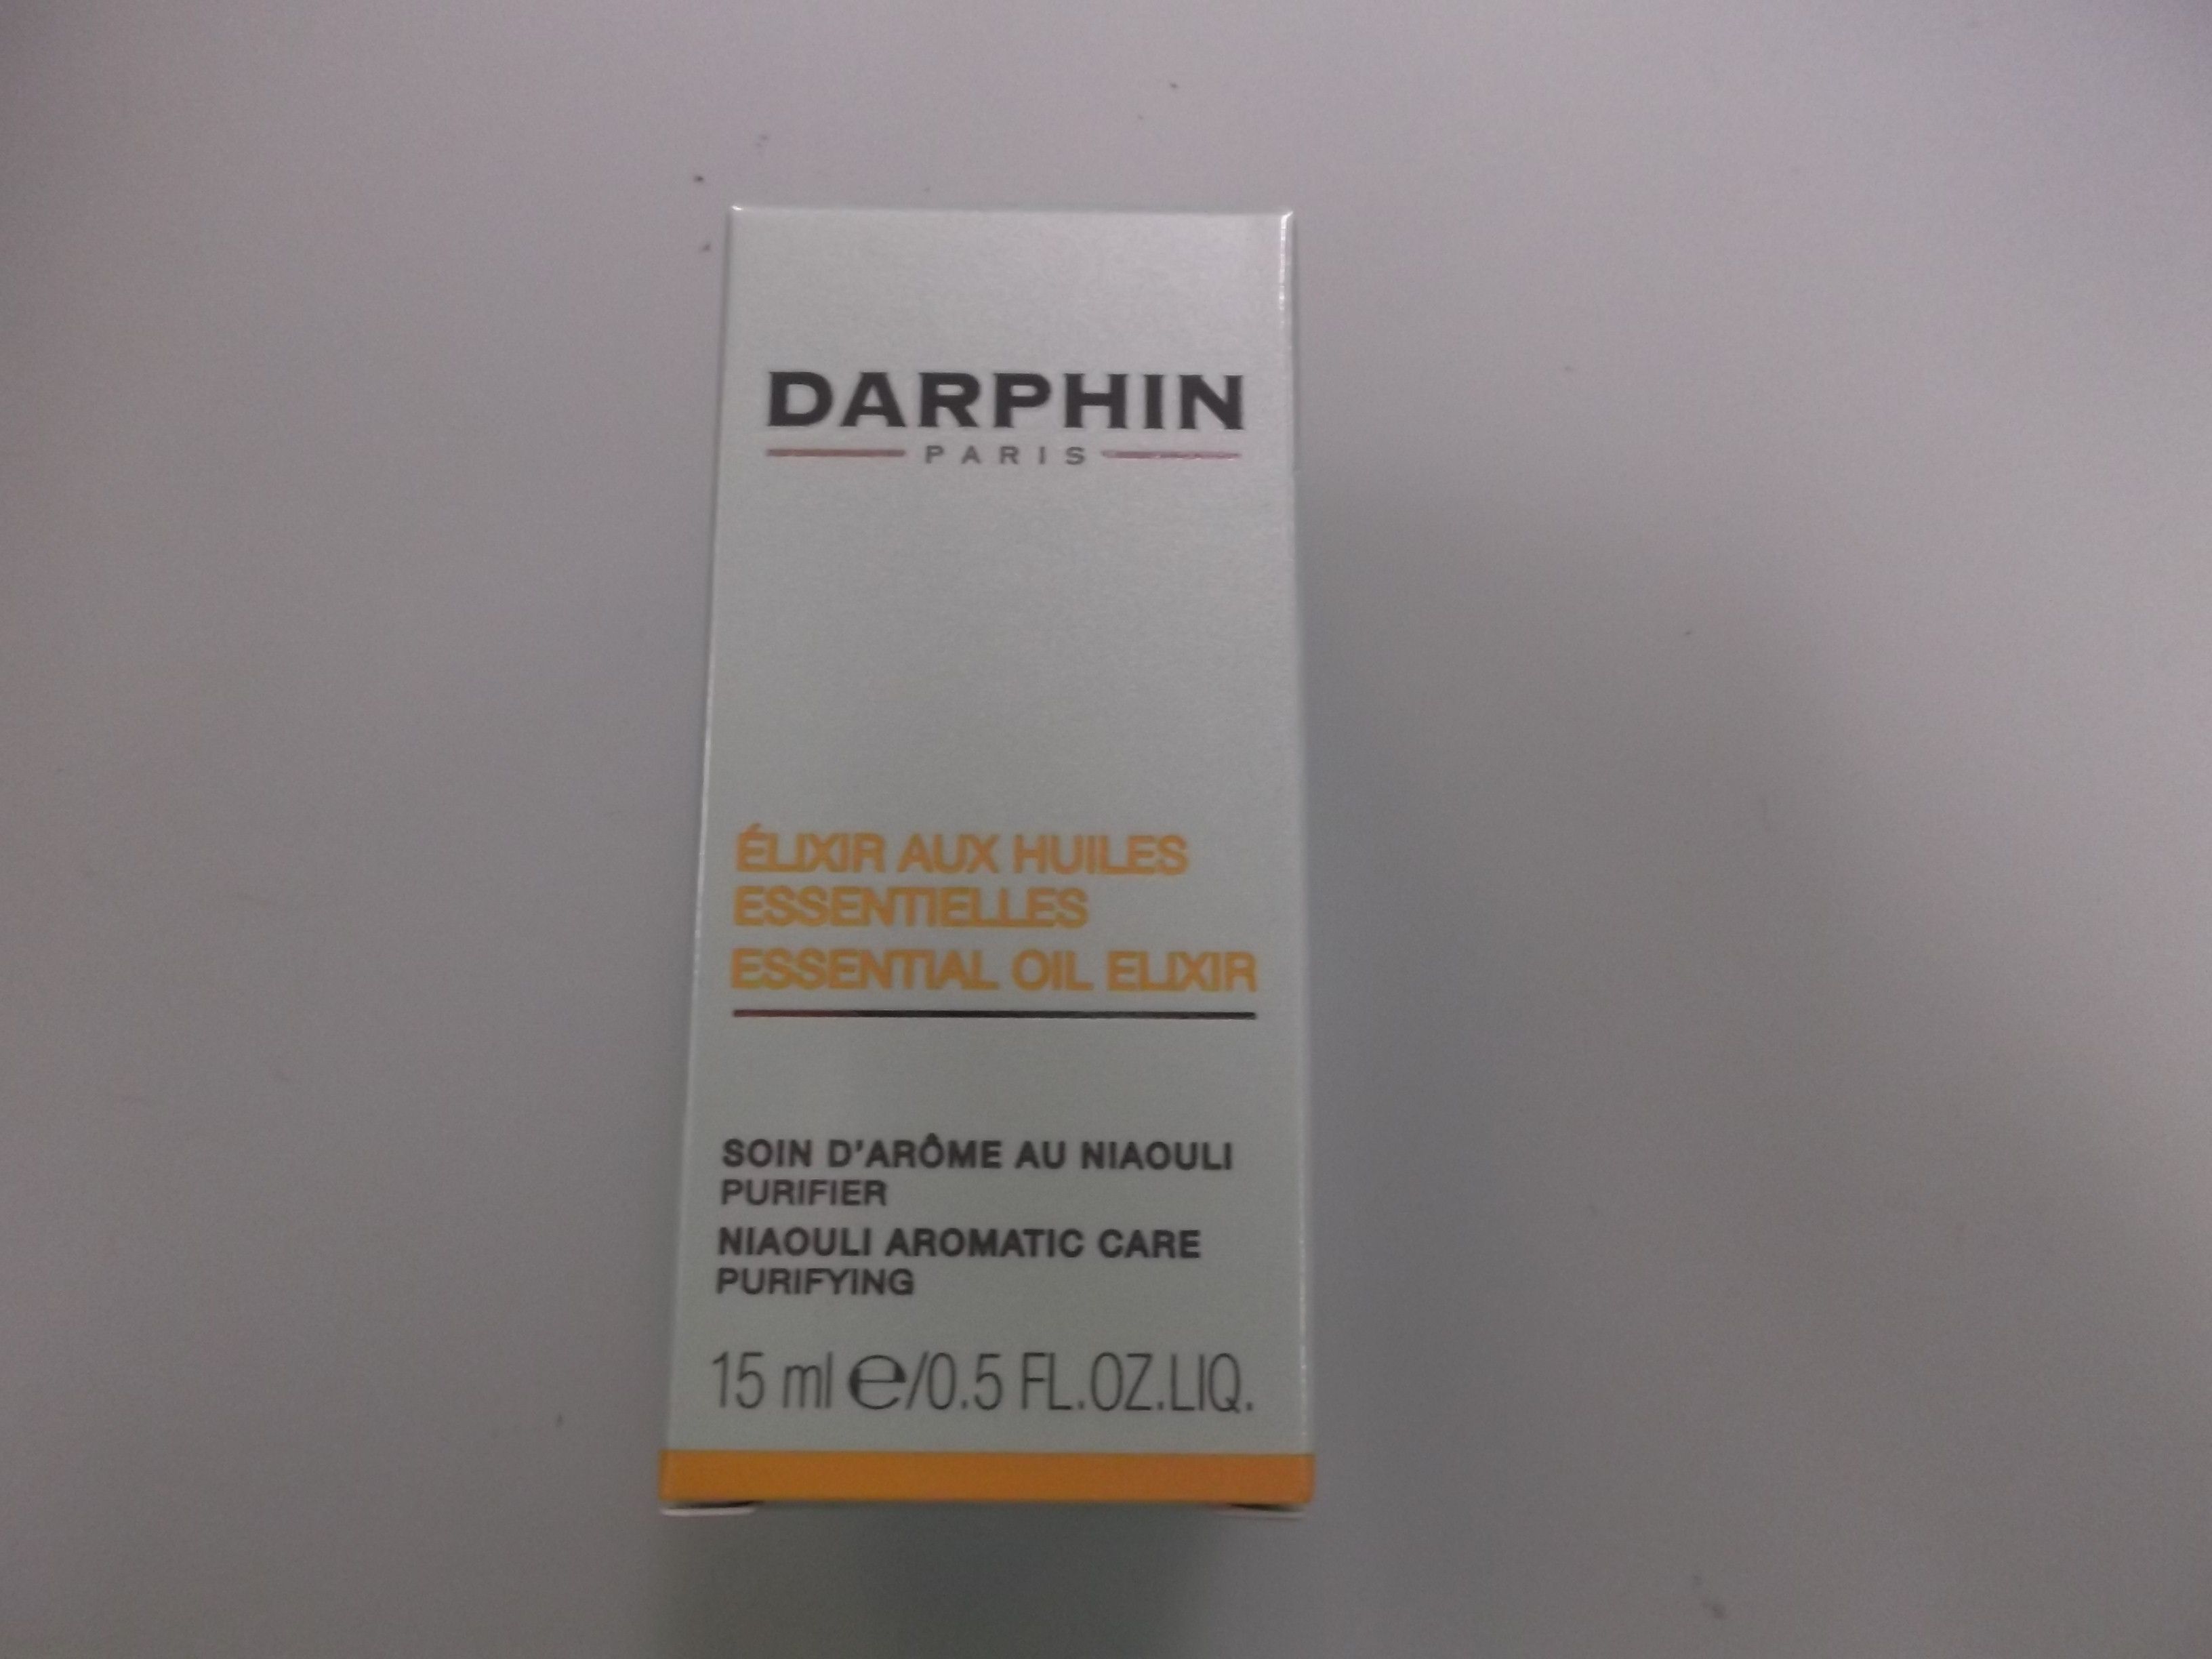 DARPHIN
PARIS
ÉLIXIR AUX HUILES
ESSENTIELLES
ESSENTIAL OIL ELIXIR
SOIN D'ARÔME AU NIAOULI
PURIFIER
NIAOULI AROMATIC CARE
PURIFYING
15 ml e/0.5 FL.OZ.LIQ.